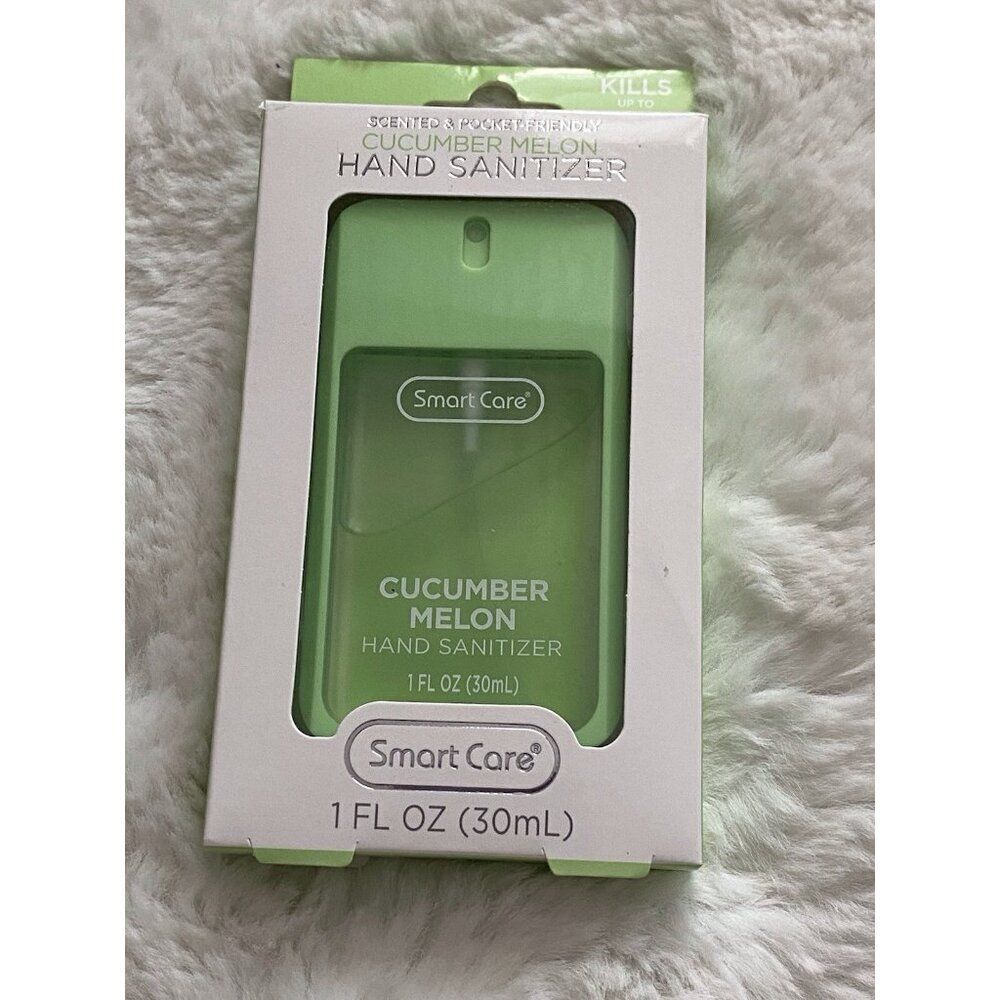 KILLS
UP TO
SCENTED & POCKET-FRIENDLY
CUCUMBER MELON
HAND SANITIZER
Smart Care®
CUCUMBER
MELON
HAND SANITIZER
1 FL OZ (30mL)
Smart Care®
1 FL OZ (30mL)